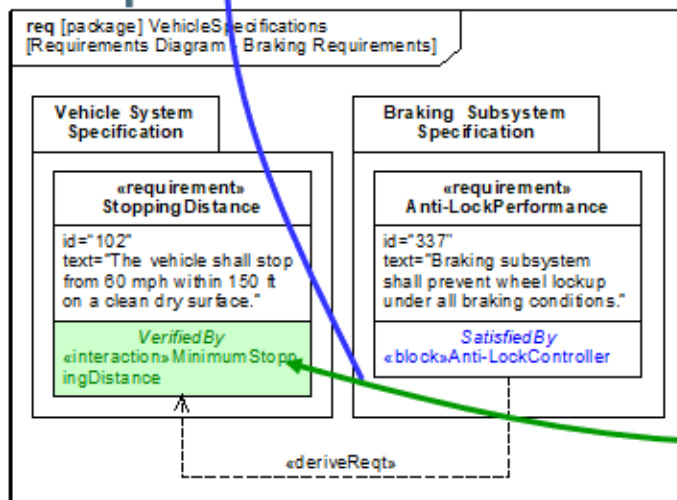 req [package] VehicleSpecifications
[Requirements Diagram - Braking Requirements]
Vehicle System
Specification
Braking Subsystem
Specification
«requirement»
StoppingDistance
id="102"
text="The vehicle shall stop
from 60 mph within 150 ft
on a clean dry surface."
VerifiedBy
«interaction»MinimumStopp-
ingDistance
«requirement»
Anti-LockPerformance
id="337"
text="Braking subsystem
shall prevent wheel lockup
under all braking conditions."
SatisfiedBy
«block»Anti-LockController
«deriveReqt»